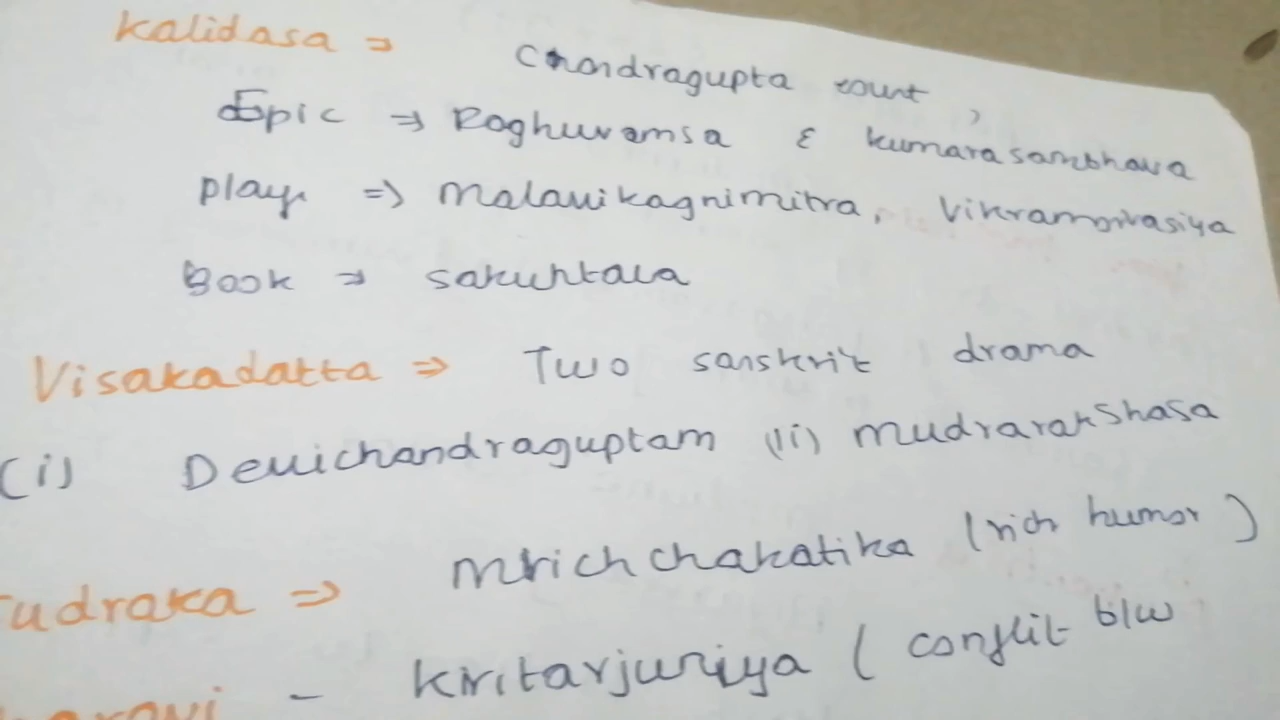 Kalidasa ⇒ Chandragupta count,
Epic ⇒ Raghuvamsa & kumarasambhava
play ⇒ Malavikagnimitra, Vikramorvasiya
Book ⇒ sakuntala
Visakadatta ⇒ Two sanskrit drama
(i) Devichandraguptam (ii) mudrarakshasa
udraka ⇒ Mrichchakatika (rich humor)
- kiritarjuniya (conflit b/w